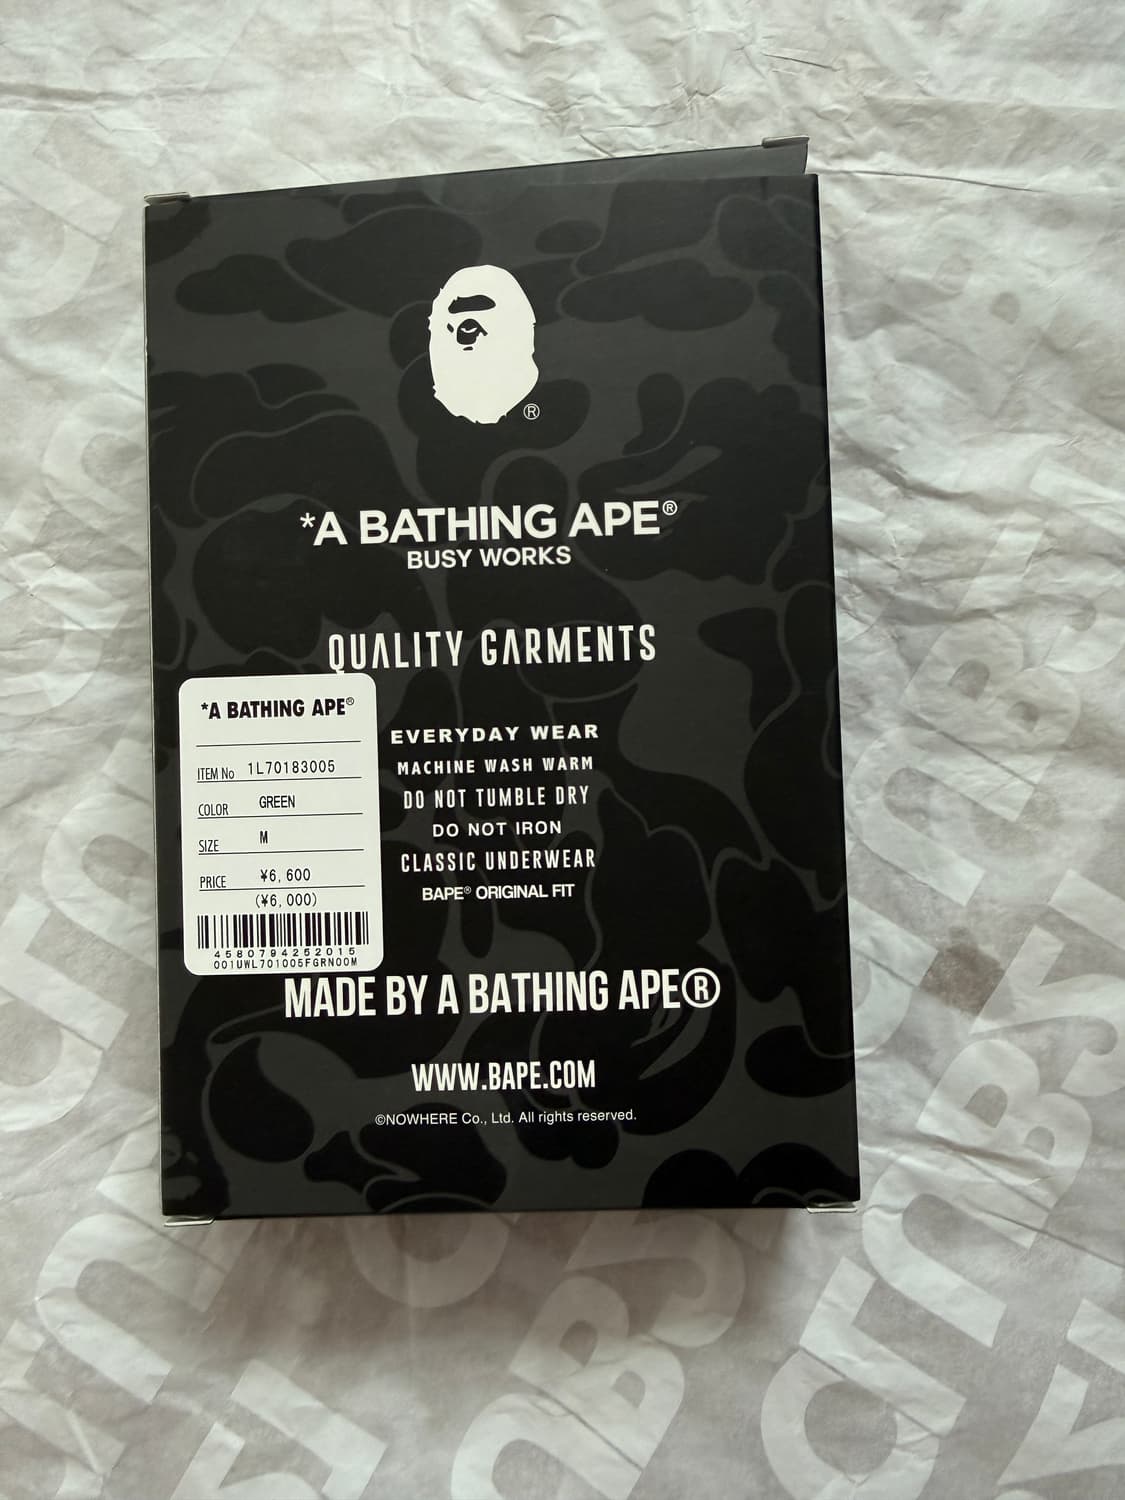 ®
*A BATHING APE®
BUSY WORKS
QUALITY GARMENTS
*A BATHING APE®
ITEM No 1L70183005
COLOR GREEN
SIZE M
PRICE ¥6,600
(¥6,000)
4580794252015
001UWL701005FGRN00M
EVERYDAY WEAR
MACHINE WASH WARM
DO NOT TUMBLE DRY
DO NOT IRON
CLASSIC UNDERWEAR
BAPE® ORIGINAL FIT
MADE BY A BATHING APE®
WWW.BAPE.COM
©NOWHERE Co., Ltd. All rights reserved.